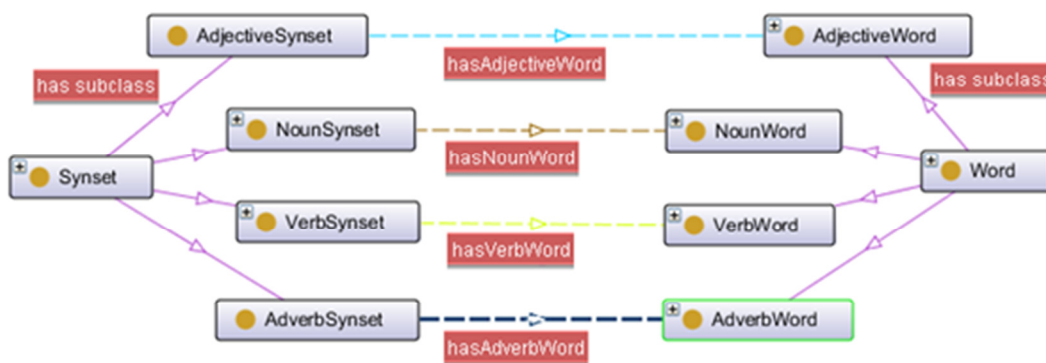 AdjectiveSynset
AdjectiveWord
hasAdjectiveWord
has subclass
has subclass
NounSynset
NounWord
hasNounWord
Synset
Word
VerbSynset
VerbWord
hasVerbWord
AdverbSynset
AdverbWord
hasAdverbWord